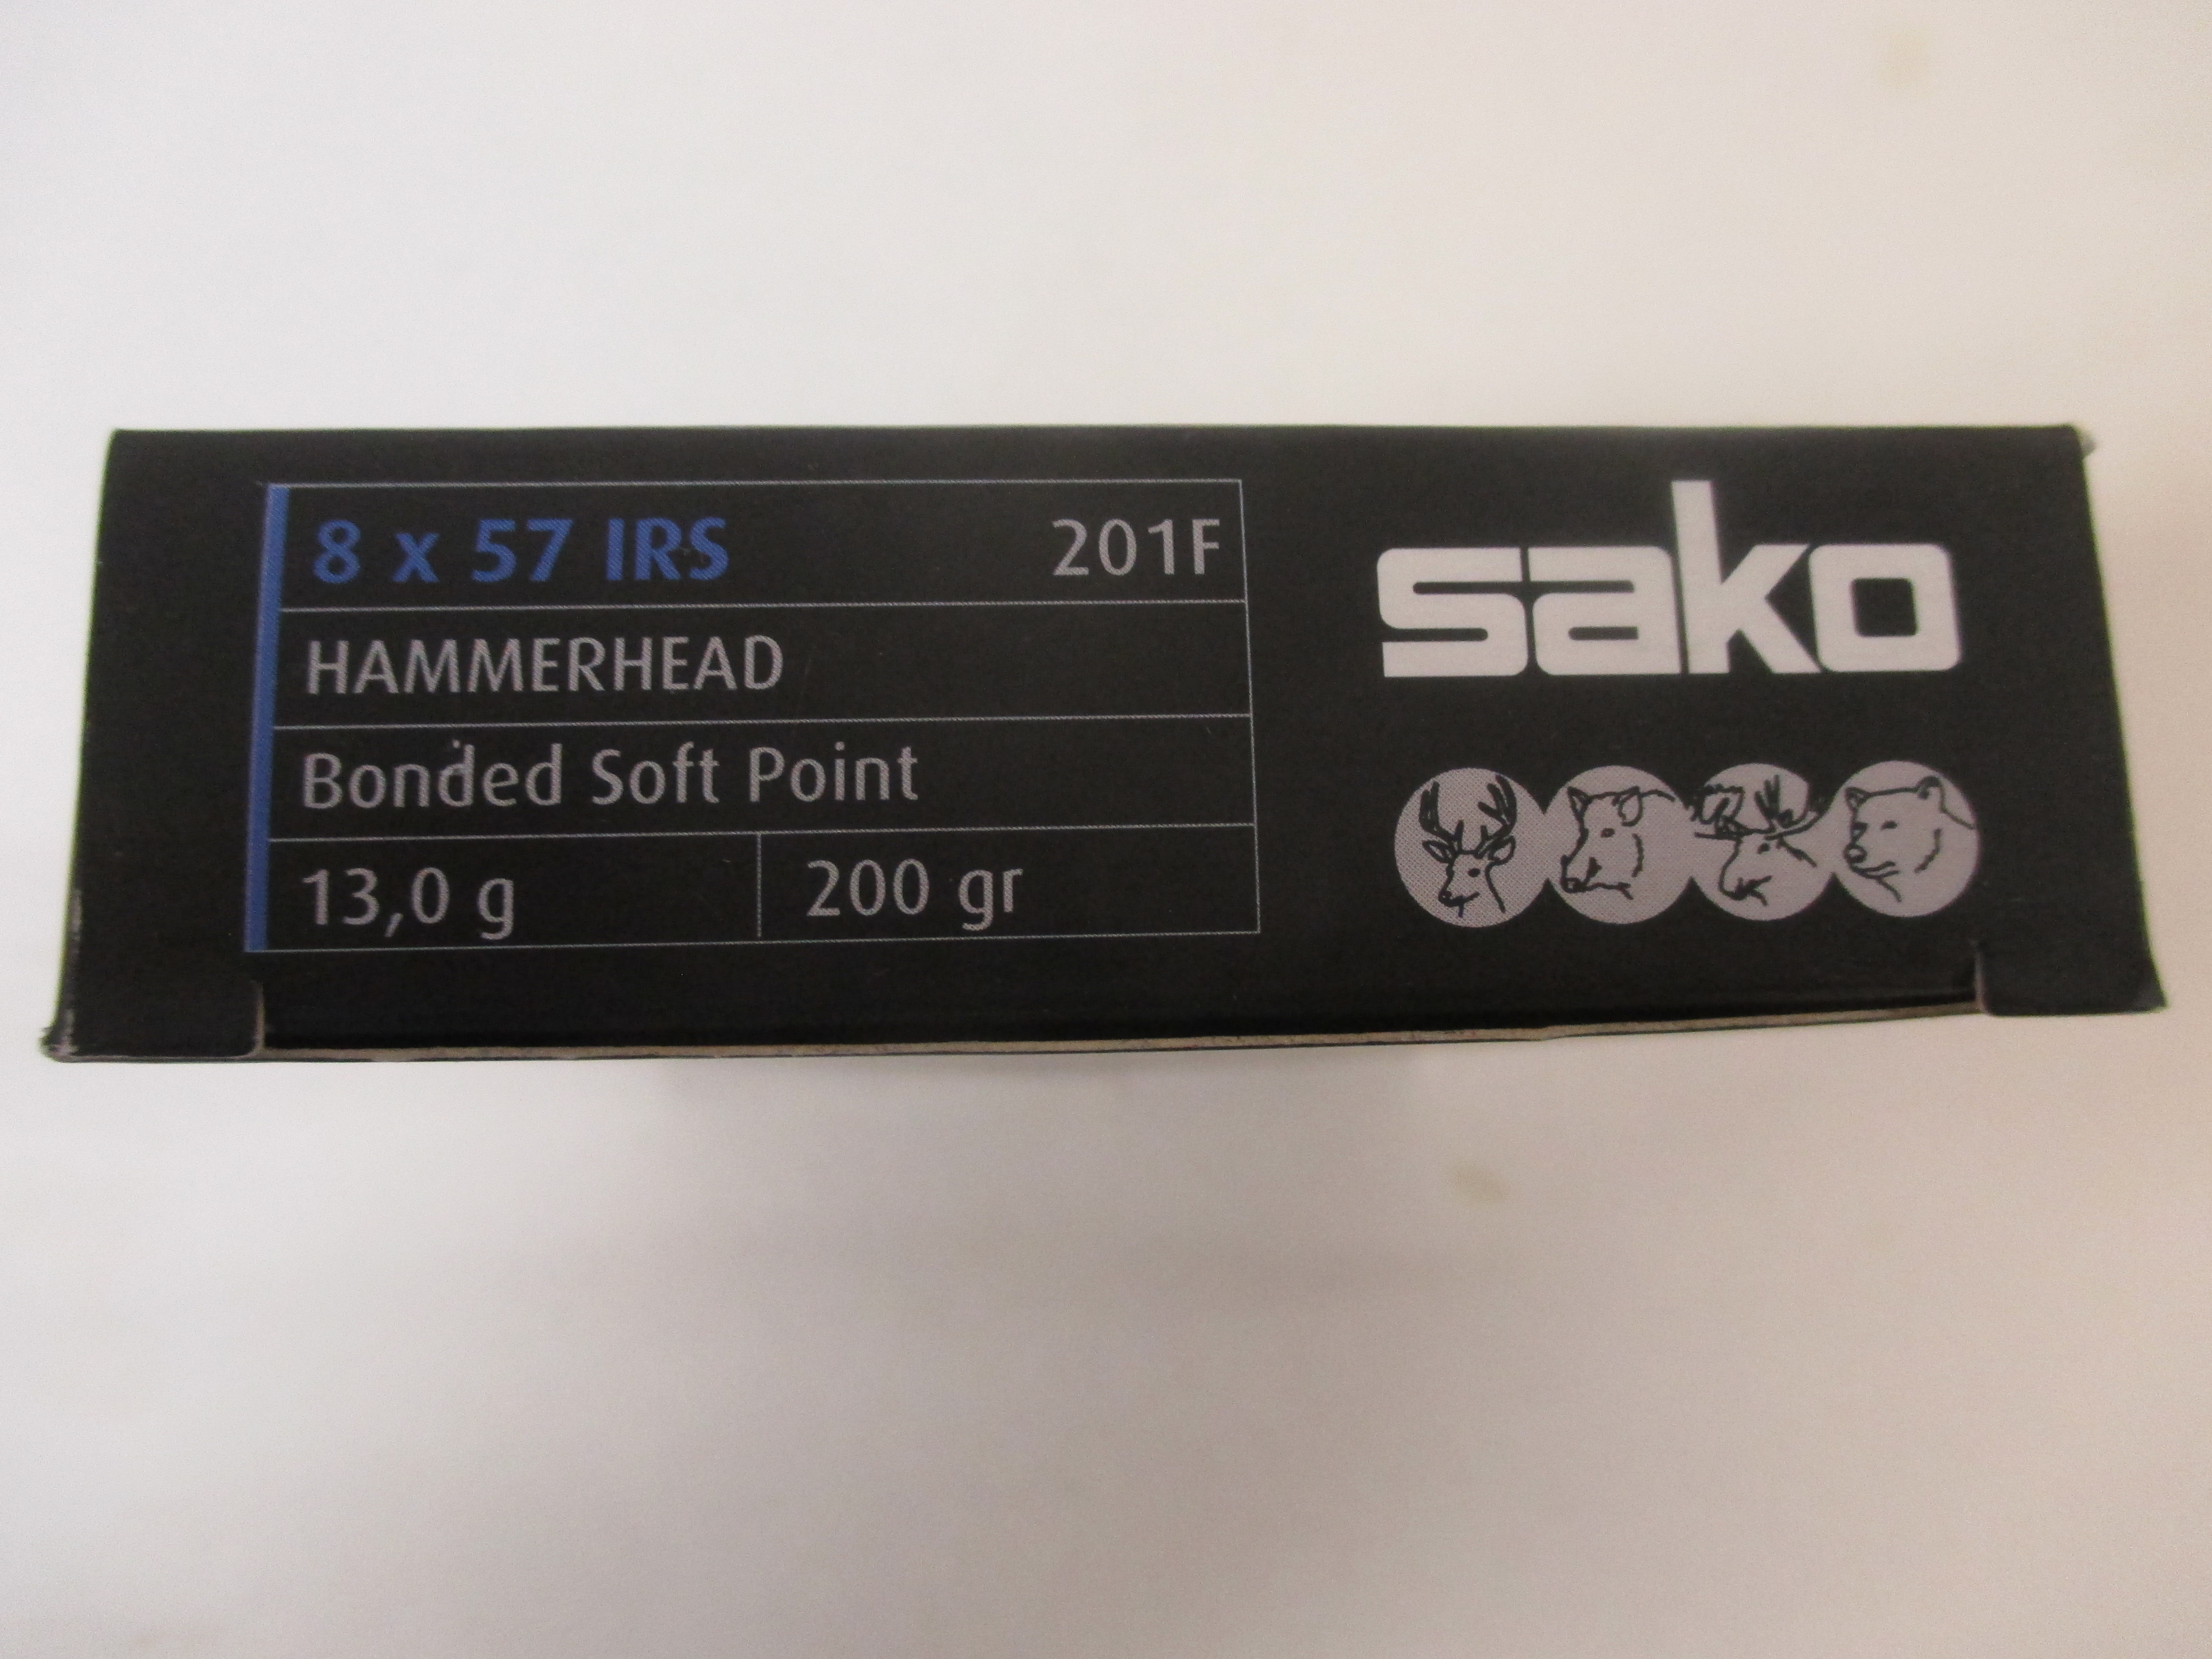 8 x 57 IRS 201F
HAMMERHEAD
Bonded Soft Point
13,0 g 200 gr
sako